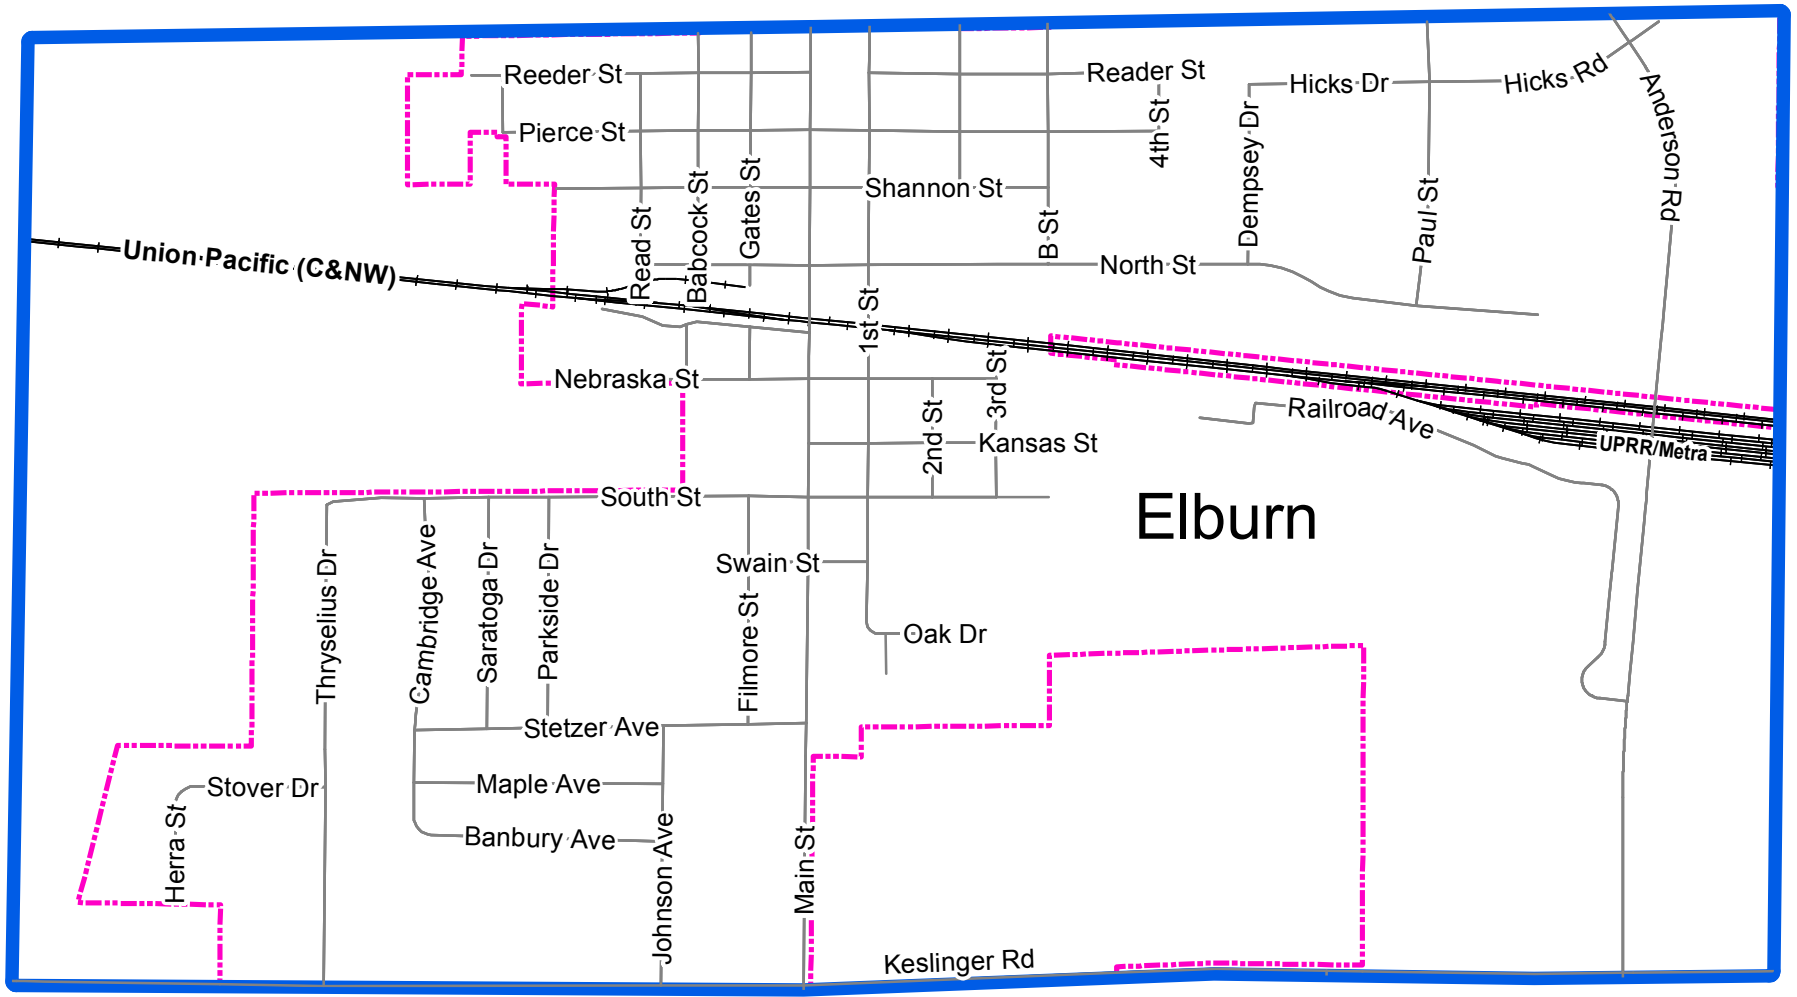 Reeder St
Reader St
Hicks Dr
Hicks Rd
Anderson Rd
Pierce St
4th St
Dempsey Dr
Shannon St
Read St
Babcock St
Gates St
B St
Paul St
Union Pacific (C&NW)
North St
1st St
Nebraska St
3rd St
2nd St
Railroad Ave
Kansas St
UPRR/Metra
South St
Elburn
Thryselius Dr
Cambridge Ave
Saratoga Dr
Parkside Dr
Swain St
Filmore St
Oak Dr
Stetzer Ave
Stover Dr
Maple Ave
Herra St
Banbury Ave
Johnson Ave
Main St
Keslinger Rd